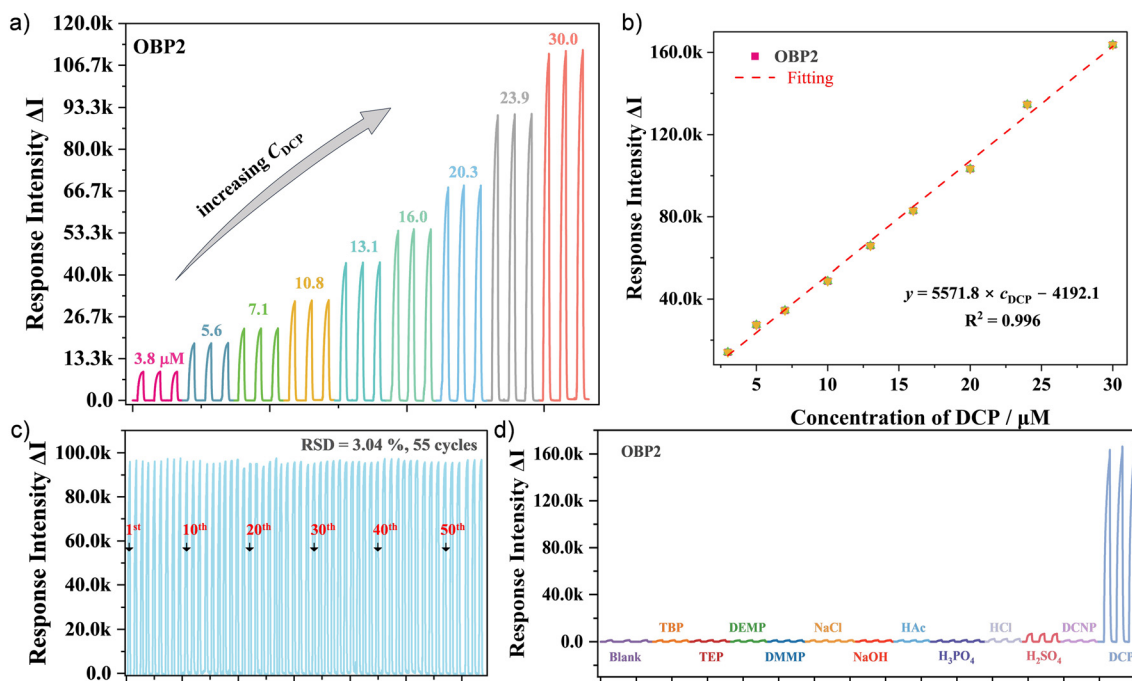 a)
OBP2
Response Intensity ΔI
120.0k
106.7k
93.3k
80.0k
66.7k
53.3k
40.0k
26.7k
13.3k
0.0
increasing C_DCP
3.8 μM
5.6
7.1
10.8
13.1
16.0
20.3
23.9
30.0
b)
OBP2
Fitting
Response Intensity ΔI
160.0k
120.0k
80.0k
40.0k
y = 5571.8 × c_DCP − 4192.1
R² = 0.996
5
10
15
20
25
30
Concentration of DCP / μM
c)
RSD = 3.04 %, 55 cycles
Response Intensity ΔI
100.0k
80.0k
60.0k
40.0k
20.0k
0.0
1st
10th
20th
30th
40th
50th
d)
OBP2
Response Intensity ΔI
160.0k
120.0k
80.0k
40.0k
0.0
Blank
TBP
TEP
DEMP
DMMP
NaCl
NaOH
HAc
H₃PO₄
HCl
H₂SO₄
DCNP
DCP